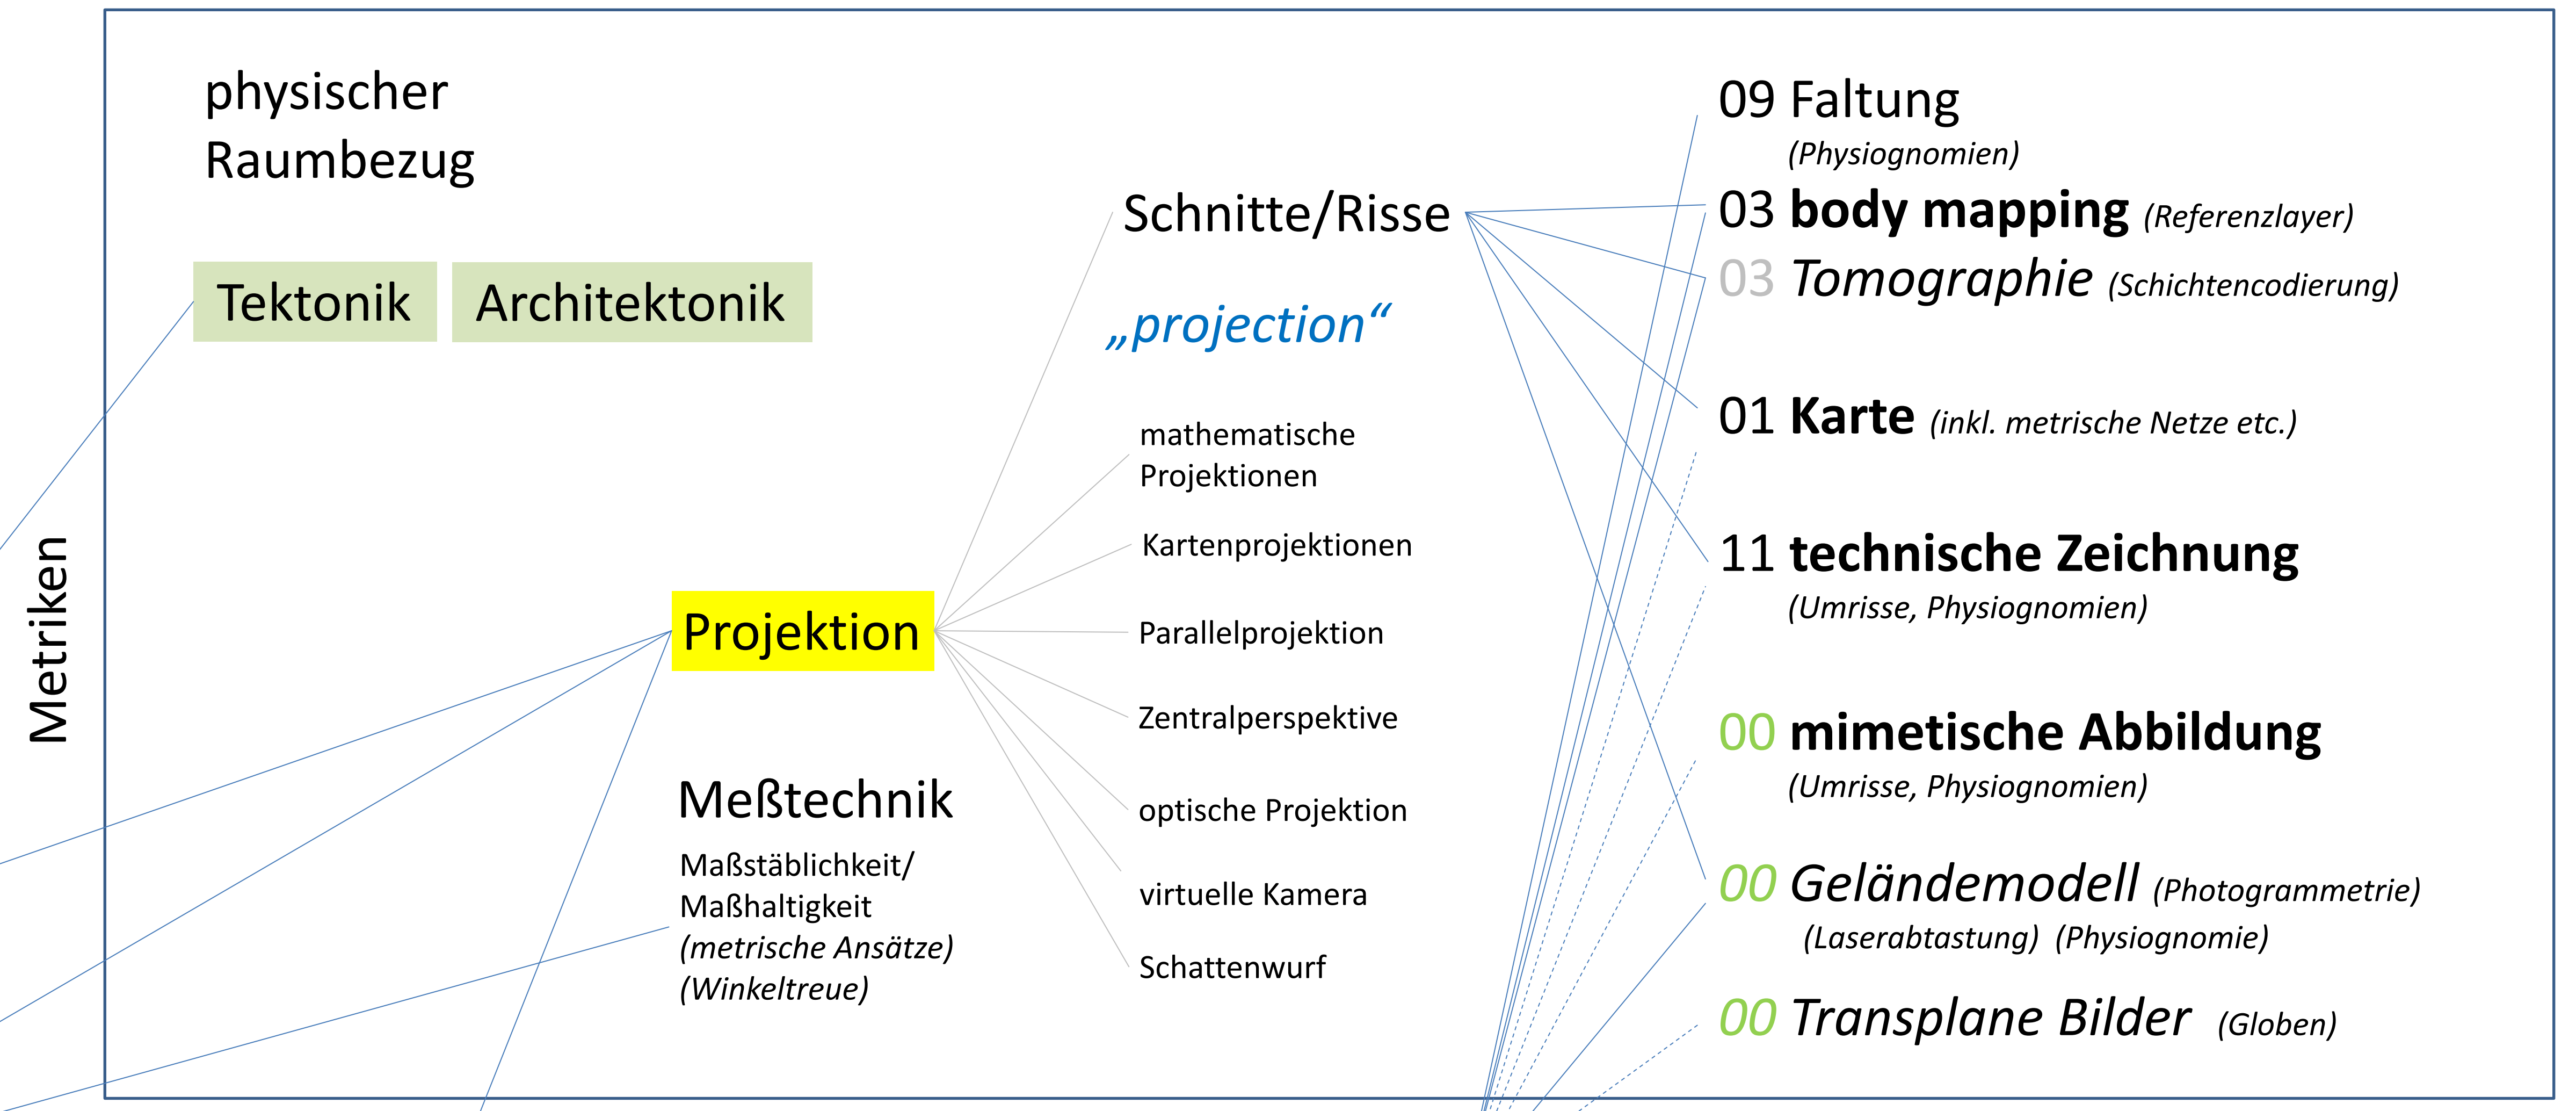 Metriken
physischer
Raumbezug
Tektonik
Architektonik
Projektion
Meßtechnik
Maßstäblichkeit/
Maßhaltigkeit
(metrische Ansätze)
(Winkeltreue)
Schnitte/Risse
„projection“
mathematische
Projektionen
Kartenprojektionen
Parallelprojektion
Zentralperspektive
optische Projektion
virtuelle Kamera
Schattenwurf
09 Faltung
(Physiognomien)
03 body mapping (Referenzlayer)
03 Tomographie (Schichtencodierung)
01 Karte (inkl. metrische Netze etc.)
11 technische Zeichnung
(Umrisse, Physiognomien)
00 mimetische Abbildung
(Umrisse, Physiognomien)
00 Geländemodell (Photogrammetrie)
(Laserabtastung) (Physiognomie)
00 Transplane Bilder (Globen)